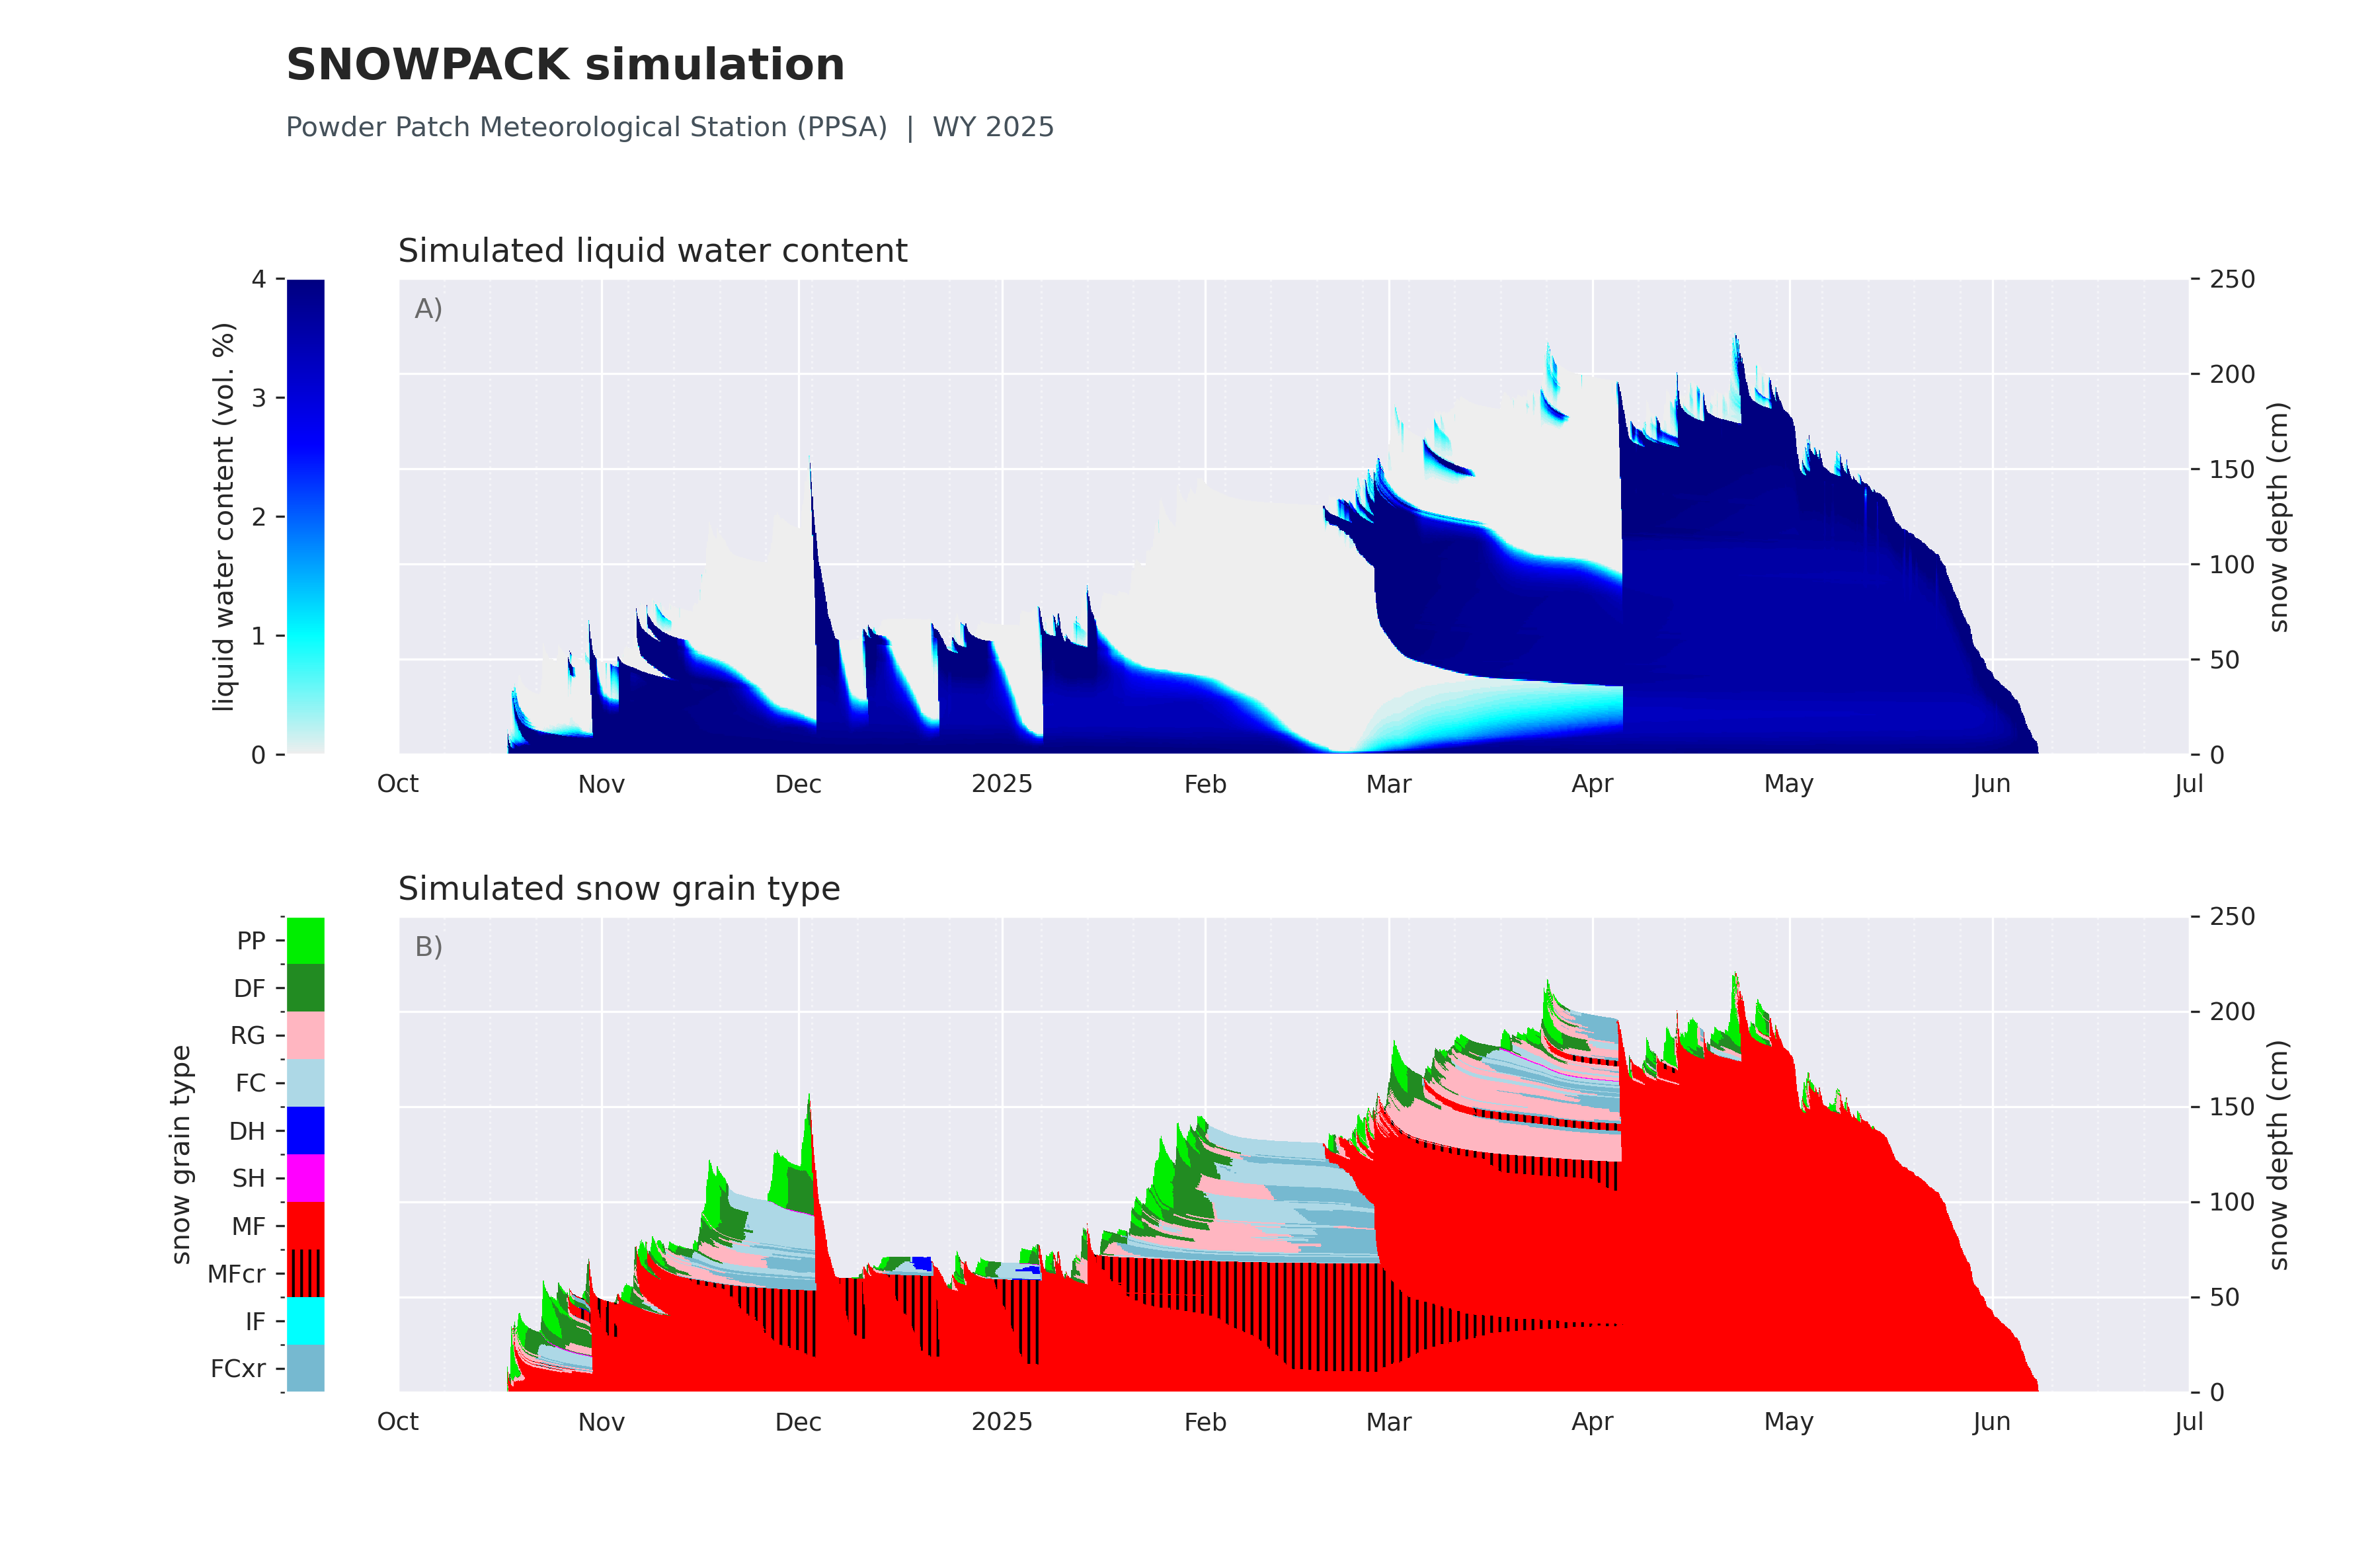 SNOWPACK simulation
Powder Patch Meteorological Station (PPSA) | WY 2025
Simulated liquid water content
A)
liquid water content (vol. %)
4
3
2
1
0
250
200
150
100
50
0
snow depth (cm)
Oct Nov Dec 2025 Feb Mar Apr May Jun Jul
Simulated snow grain type
B)
snow grain type
PP
DF
RG
FC
DH
SH
MF
MFcr
IF
FCxr
250
200
150
100
50
0
snow depth (cm)
Oct Nov Dec 2025 Feb Mar Apr May Jun Jul